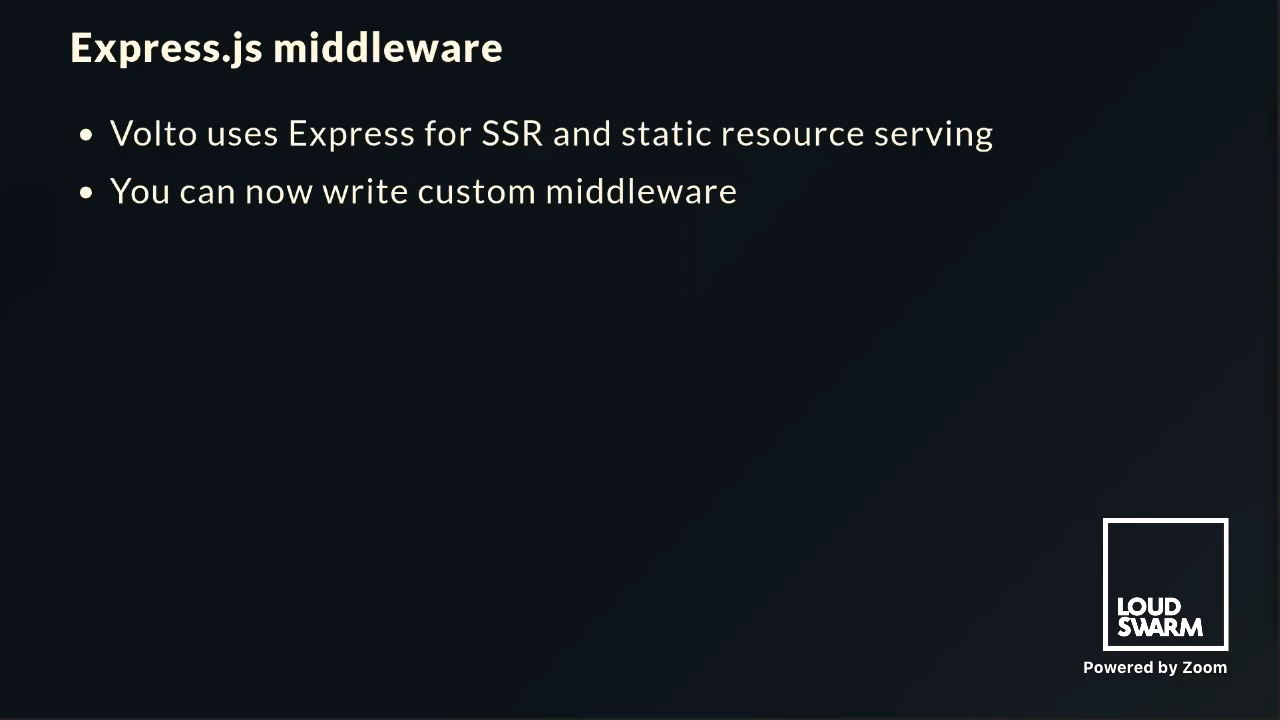 Express.js middleware
• Volto uses Express for SSR and static resource serving
• You can now write custom middleware
LOUD
SWARM
Powered by Zoom